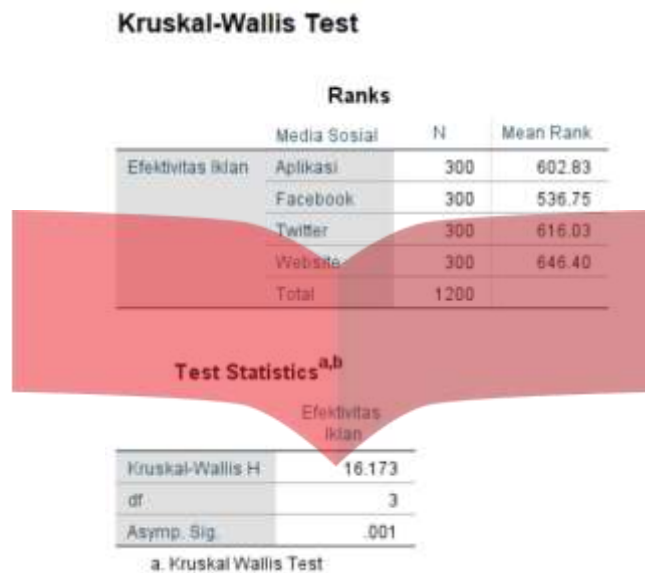 Kruskal-Wallis Test
Ranks
Media Sosial N Mean Rank
Efektivitas Iklan Aplikasi 300 602.83
Facebook 300 536.75
Twitter 300 616.03
Website 300 646.40
Total 1200
Test Statistics a,b
Efektivitas
Iklan
Kruskal-Wallis H 16.173
df 3
Asymp. Sig. .001
a. Kruskal Wallis Test